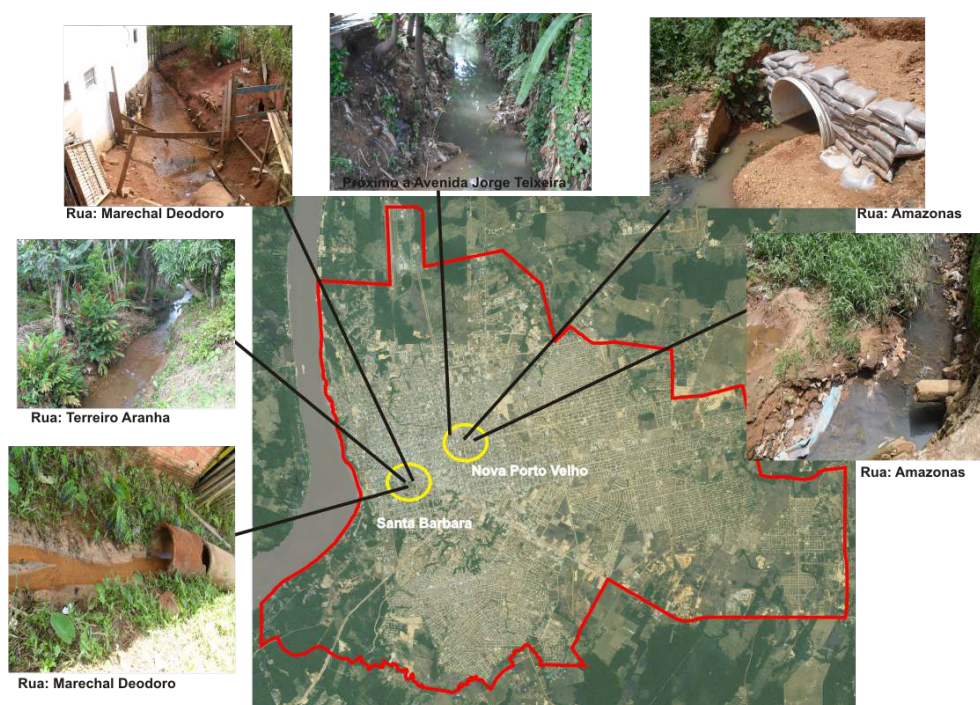 Próximo a Avenida Jorge Teixeira
Rua: Marechal Deodoro
Rua: Amazonas
Rua: Terreiro Aranha
Nova Porto Velho
Rua: Amazonas
Santa Barbara
Rua: Marechal Deodoro